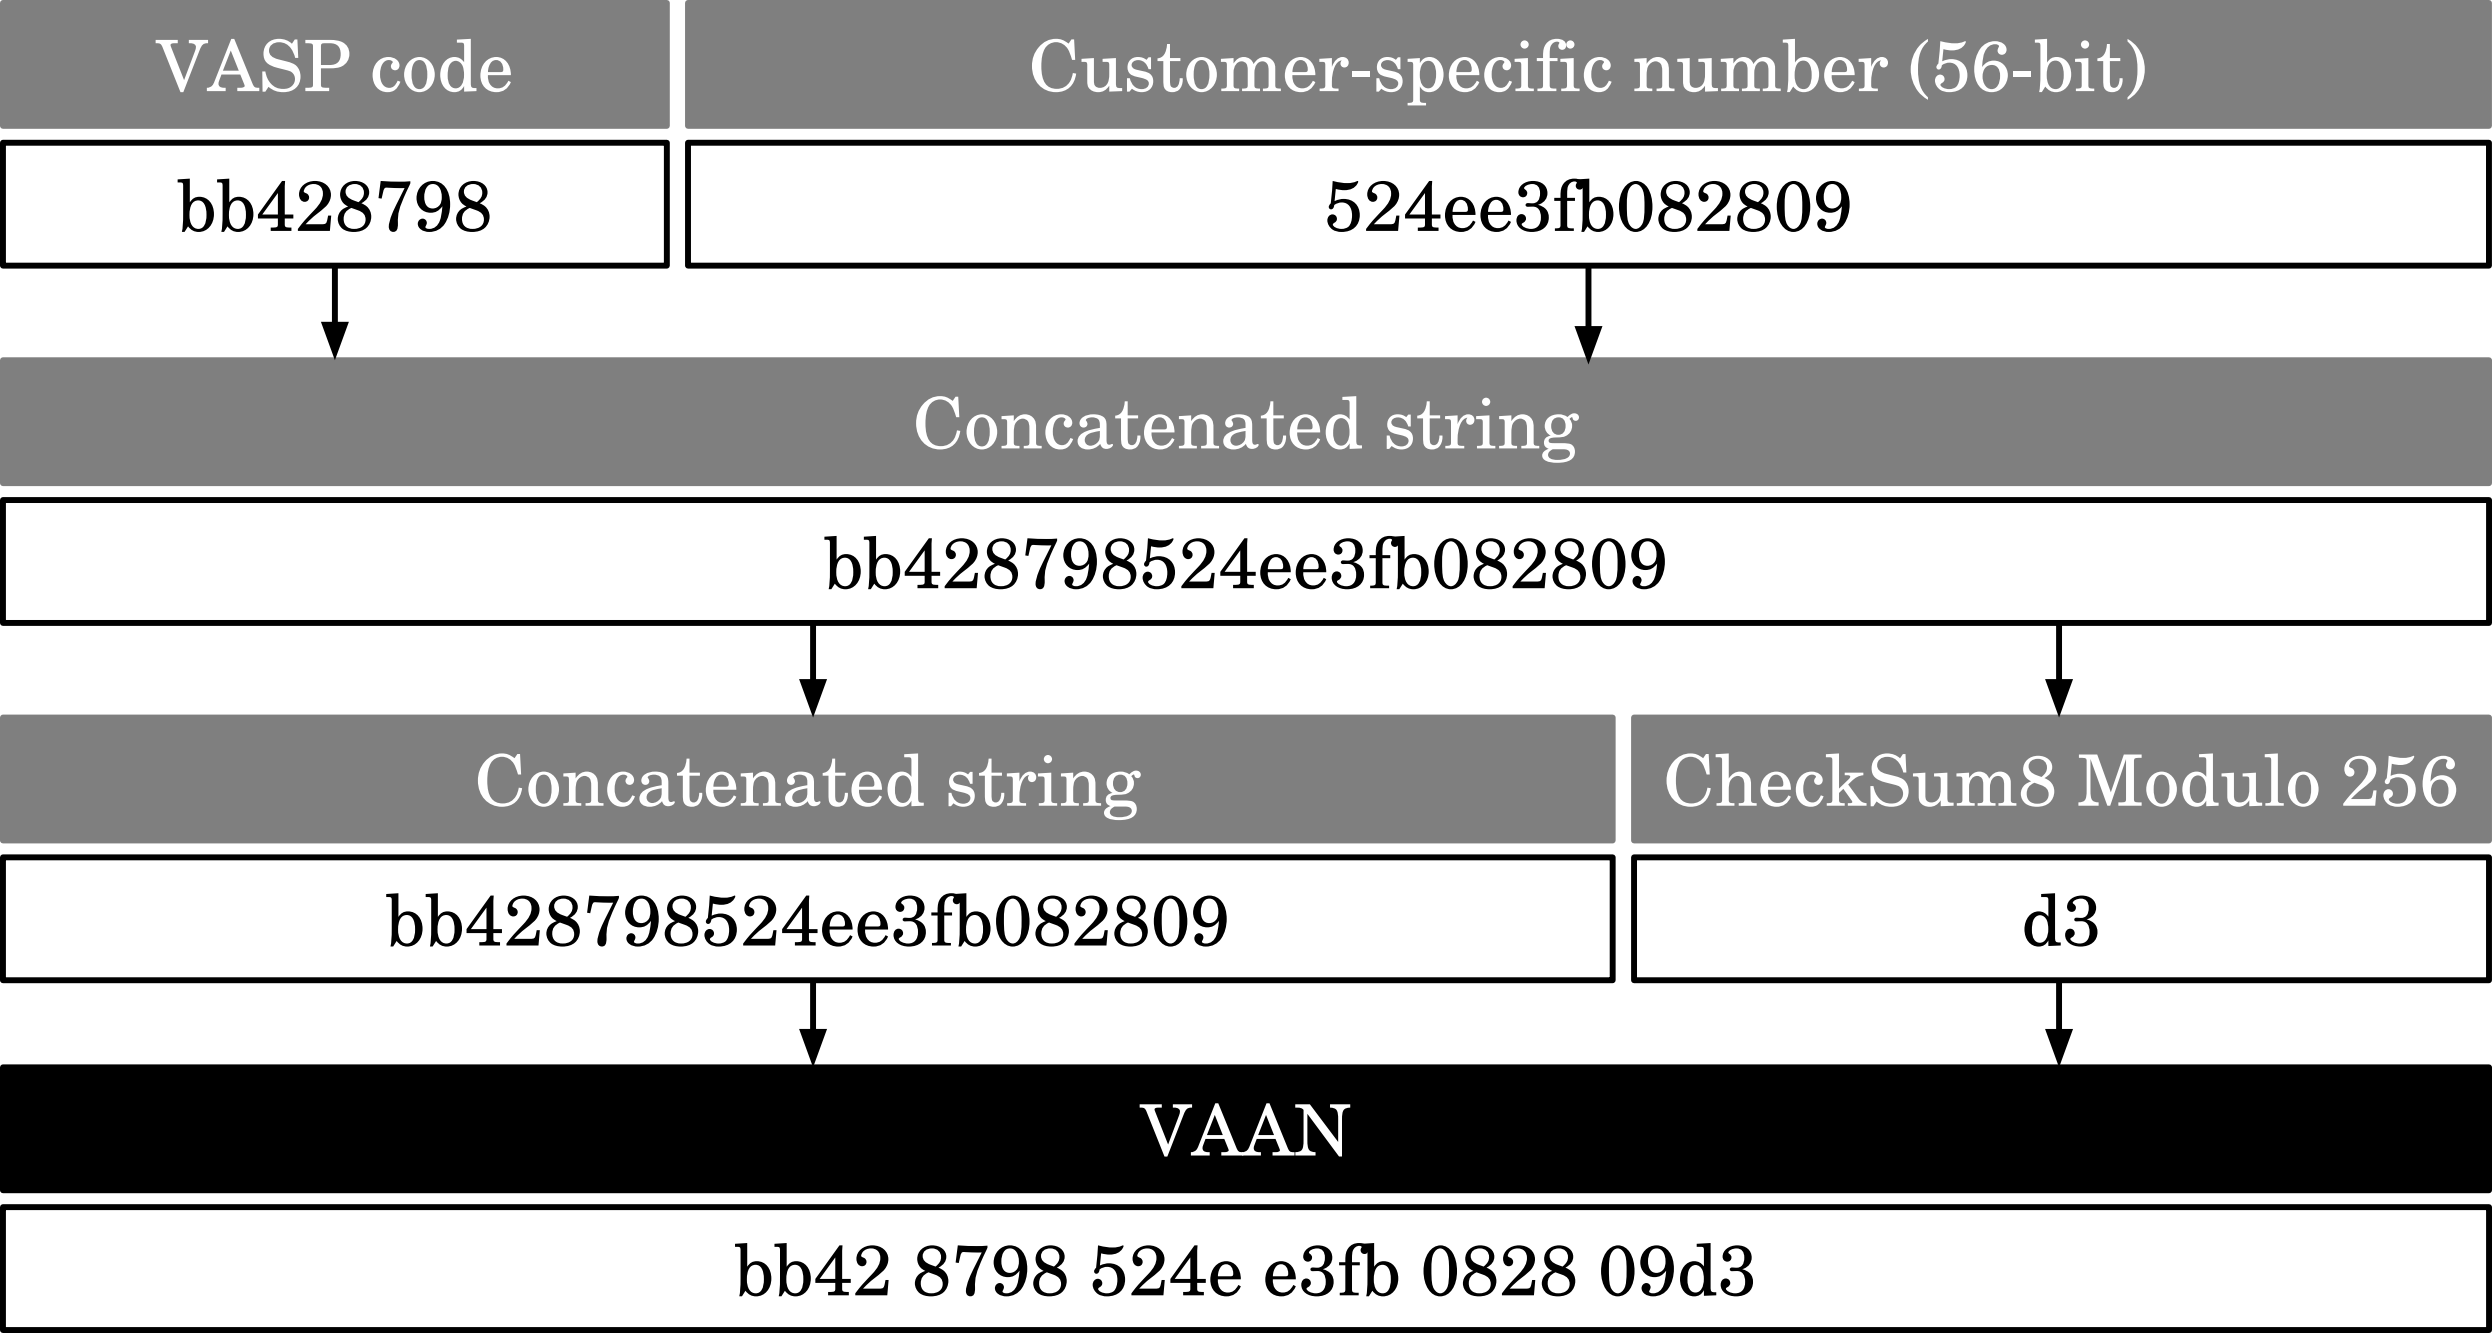 VASP code
Customer-specific number (56-bit)
bb428798
524ee3fb082809
Concatenated string
bb428798524ee3fb082809
Concatenated string
CheckSum8 Modulo 256
bb428798524ee3fb082809
d3
VAAN
bb42 8798 524e e3fb 0828 09d3